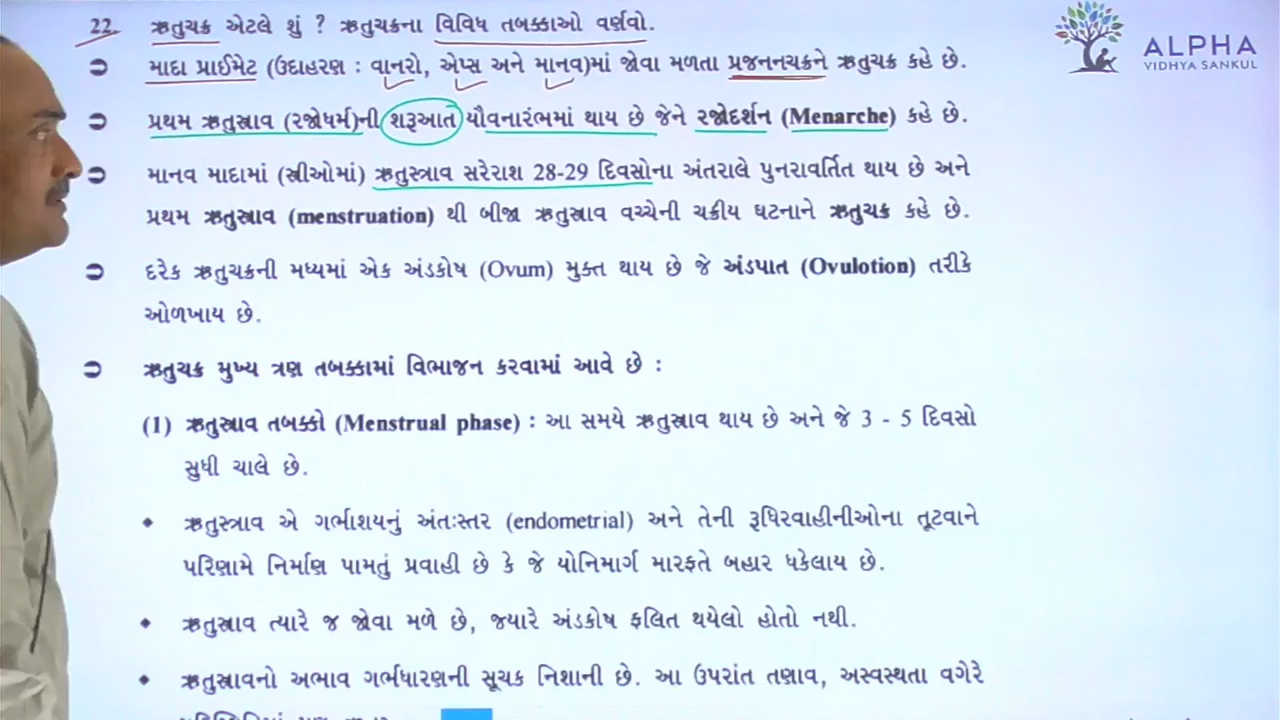 22. ઋતુચક્ર એટલે શું ? ઋતુચક્રના વિવિધ તબક્કાઓ વર્ણવો.
ALPHA
VIDHYA SANKUL
માદા પ્રાઈમેટ (ઉદાહરણ : વાનરો, એપ્સ અને માનવ)માં જોવા મળતા પ્રજનનચક્રને ઋતુચક્ર કહે છે.
પ્રથમ ઋતુસ્રાવ (રજોધર્મ)ની શરૂઆત યૌવનારંભમાં થાય છે જેને રજોદર્શન (Menarche) કહે છે.
માનવ માદામાં (સ્ત્રીઓમાં) ઋતુસ્ત્રાવ સરેરાશ 28-29 દિવસોના અંતરાલે પુનરાવર્તિત થાય છે અને
પ્રથમ ઋતુસ્રાવ (menstruation) થી બીજા ઋતુસ્રાવ વચ્ચેની ચક્રીય ઘટનાને ઋતુચક્ર કહે છે.
દરેક ઋતુચક્રની મધ્યમાં એક અંડકોષ (Ovum) મુક્ત થાય છે જે અંડપાત (Ovulotion) તરીકે
ઓળખાય છે.
ઋતુચક્ર મુખ્ય ત્રણ તબક્કામાં વિભાજન કરવામાં આવે છે :
(1) ઋતુસ્રાવ તબક્કો (Menstrual phase) : આ સમયે ઋતુસ્રાવ થાય છે અને જે 3 - 5 દિવસો
સુધી ચાલે છે.
• ઋતુસ્ત્રાવ એ ગર્ભાશયનું અંતઃસ્તર (endometrial) અને તેની રૂધિરવાહીનીઓના તૂટવાને
પરિણામે નિર્માણ પામતું પ્રવાહી છે કે જે યોનિમાર્ગ મારફતે બહાર ધકેલાય છે.
• ઋતુસ્રાવ ત્યારે જ જોવા મળે છે, જ્યારે અંડકોષ ફલિત થયેલો હોતો નથી.
• ઋતુસ્રાવનો અભાવ ગર્ભધારણની સૂચક નિશાની છે. આ ઉપરાંત તણાવ, અસ્વસ્થતા વગેરે